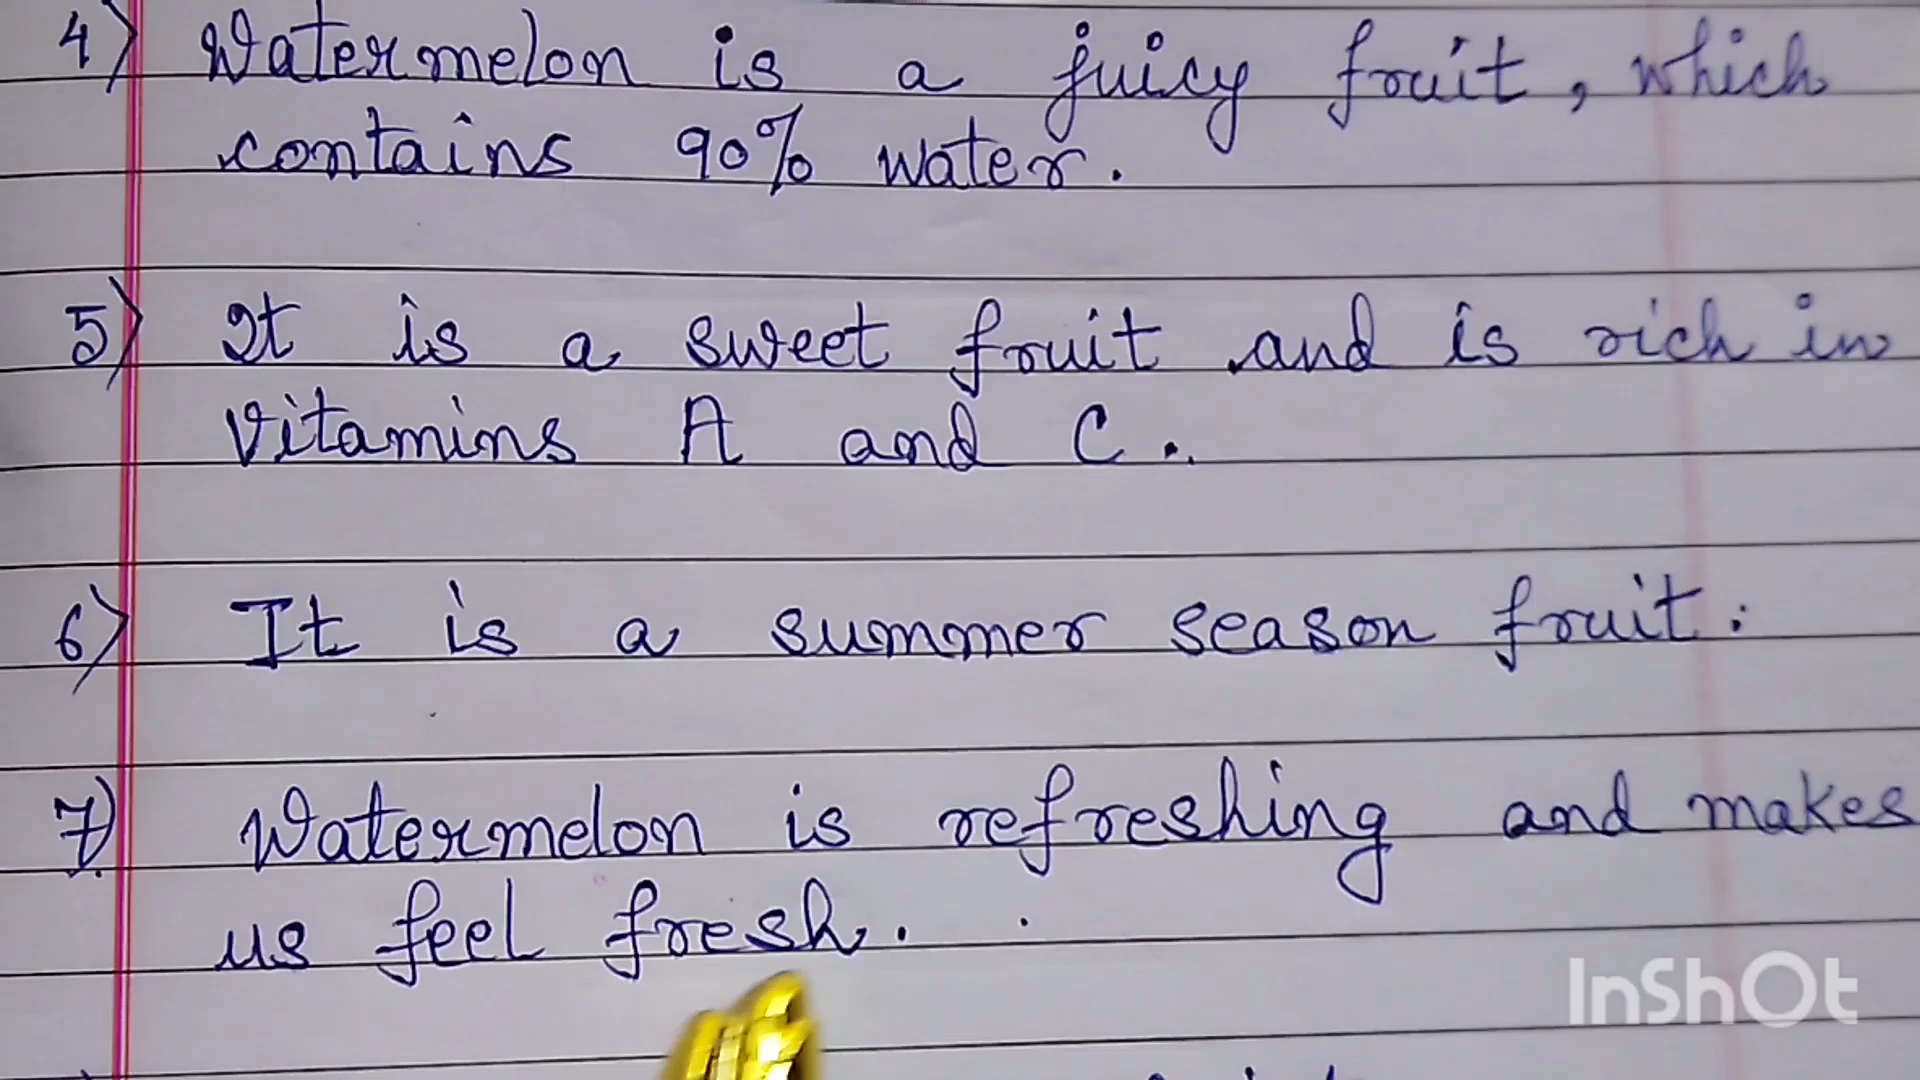 4) Watermelon is a juicy fruit, which
contains 90% water.
5) It is a sweet fruit and is rich in
Vitamins A and C.
6) It is a summer season fruit.
7) Watermelon is refreshing and makes
us feel fresh.
InShOt